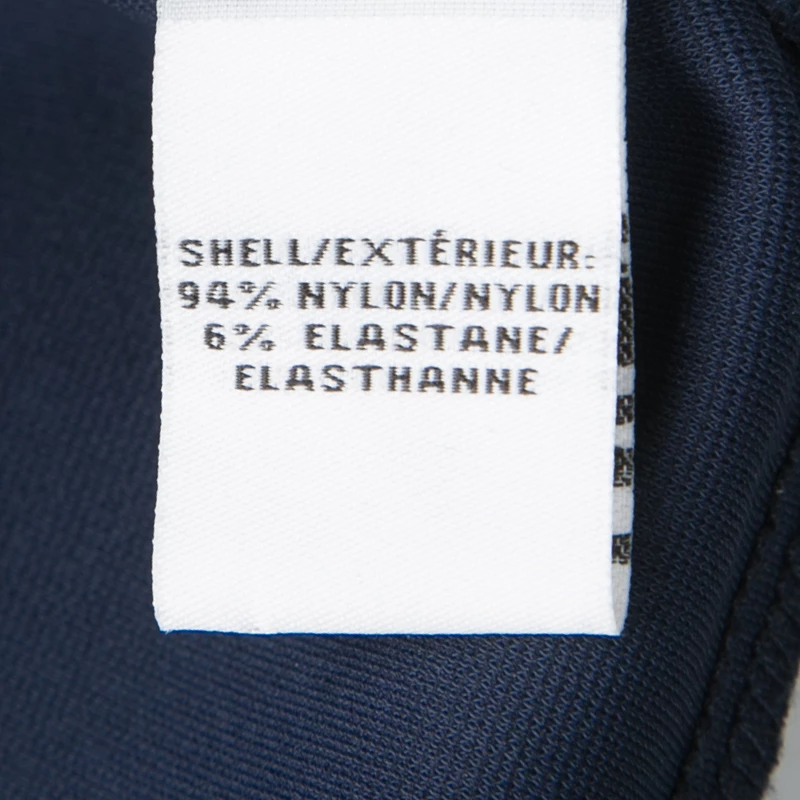 SHELL/EXTÉRIEUR:
94% NYLON/NYLON
6% ELASTANE/
ELASTHANNE